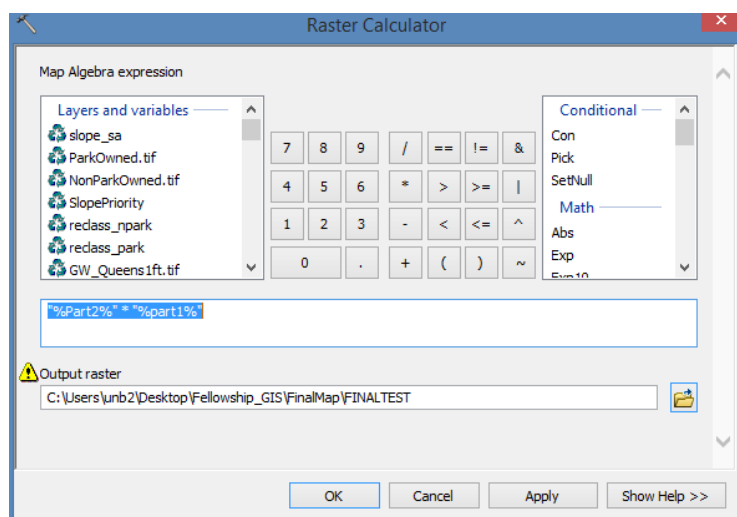 Raster Calculator
Map Algebra expression
Layers and variables
slope_sa
ParkOwned.tif
NonParkOwned.tif
SlopePriority
reclass_npark
reclass_park
GW_Queens1ft.tif
7 8 9 / == != &
4 5 6 * > >= |
1 2 3 - < <= ^
0 . + ( ) ~
Conditional
Con
Pick
SetNull
Math
Abs
Exp
Exp10
"%Part2%" * "%part1%"
Output raster
C:\Users\unb2\Desktop\Fellowship_GIS\FinalMap\FINALTEST
OK Cancel Apply Show Help >>